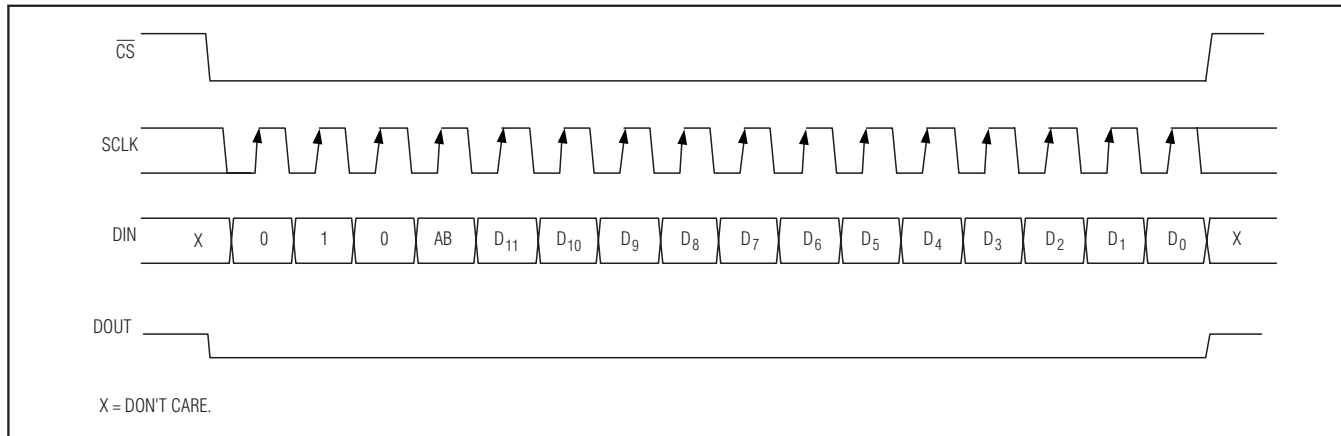 CS
SCLK
DIN X 0 1 0 AB D₁₁ D₁₀ D₉ D₈ D₇ D₆ D₅ D₄ D₃ D₂ D₁ D₀ X
DOUT
X = DON'T CARE.